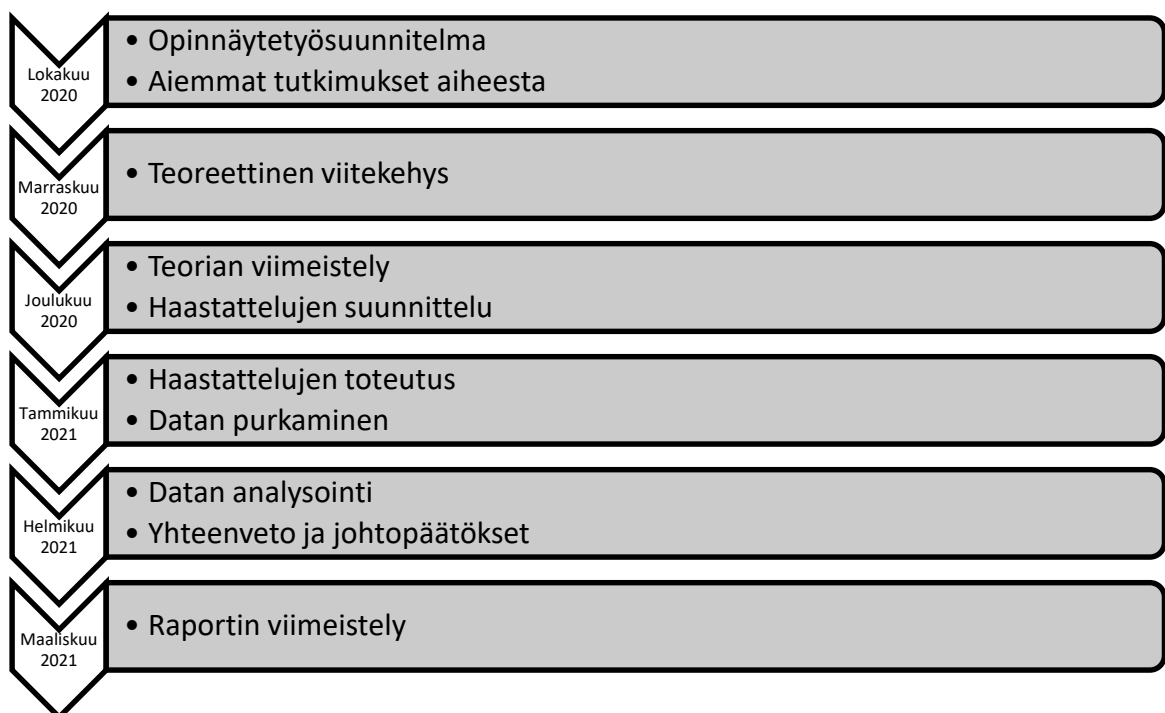 Lokakuu
2020
• Opinnäytetyösuunnitelma
• Aiemmat tutkimukset aiheesta
Marraskuu
2020
• Teoreettinen viitekehys
Joulukuu
2020
• Teorian viimeistely
• Haastattelujen suunnittelu
Tammikuu
2021
• Haastattelujen toteutus
• Datan purkaminen
Helmikuu
2021
• Datan analysointi
• Yhteenveto ja johtopäätökset
Maaliskuu
2021
• Raportin viimeistely